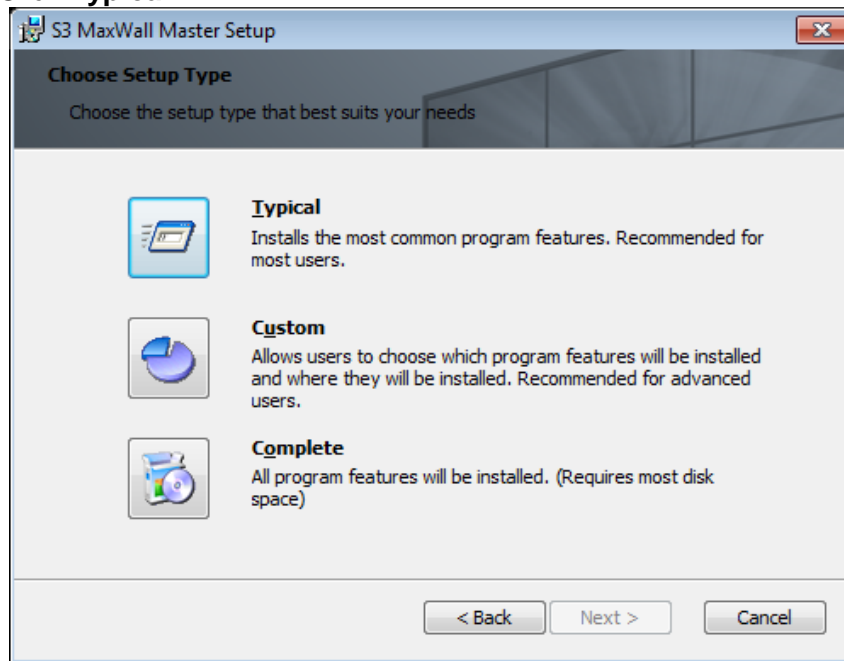 S3 MaxWall Master Setup
Choose Setup Type
Choose the setup type that best suits your needs
Typical
Installs the most common program features. Recommended for
most users.
Custom
Allows users to choose which program features will be installed
and where they will be installed. Recommended for advanced
users.
Complete
All program features will be installed. (Requires most disk
space)
< Back
Next >
Cancel